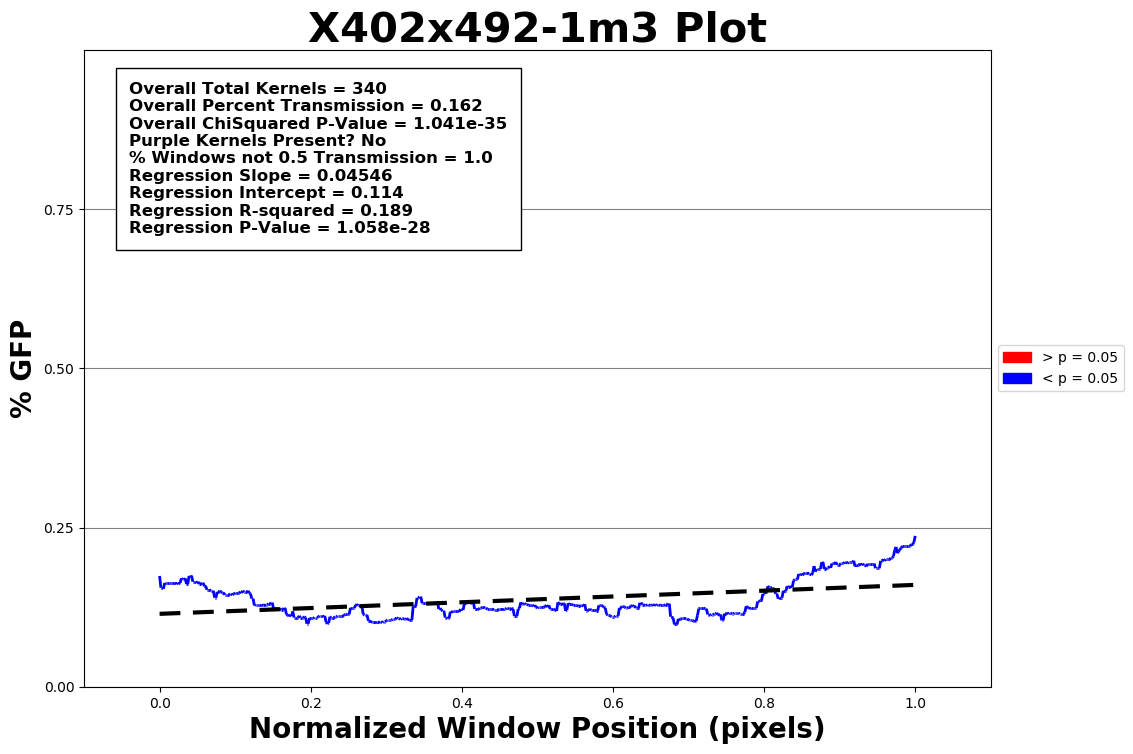 X402x492-1m3 Plot
Overall Total Kernels = 340
Overall Percent Transmission = 0.162
Overall ChiSquared P-Value = 1.041e-35
Purple Kernels Present? No
% Windows not 0.5 Transmission = 1.0
Regression Slope = 0.04546
Regression Intercept = 0.114
Regression R-squared = 0.189
Regression P-Value = 1.058e-28
% GFP
0.75
0.50
0.25
0.00
> p = 0.05
< p = 0.05
0.0 0.2 0.4 0.6 0.8 1.0
Normalized Window Position (pixels)